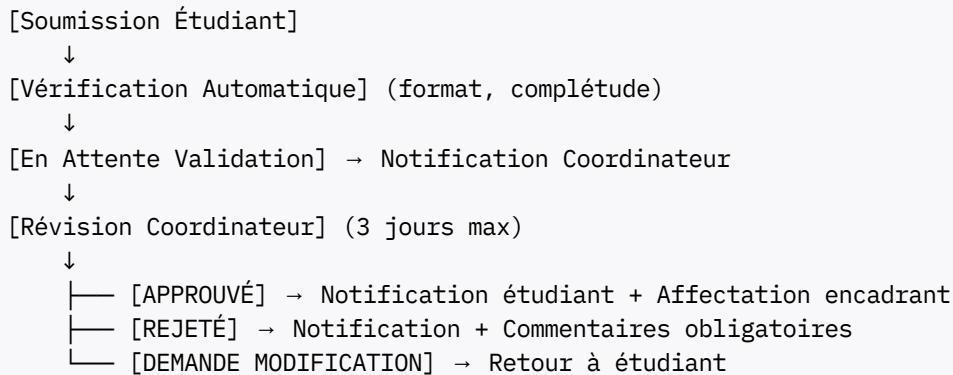 [Soumission Étudiant]
↓
[Vérification Automatique] (format, complétude)
↓
[En Attente Validation] → Notification Coordinateur
↓
[Révision Coordinateur] (3 jours max)
↓
├── [APPROUVÉ] → Notification étudiant + Affectation encadrant
├── [REJETÉ] → Notification + Commentaires obligatoires
└── [DEMANDE MODIFICATION] → Retour à étudiant